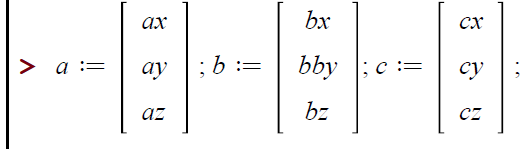 > a := [ax ay az] ; b := [bx bby bz] ; c := [cx cy cz] ;